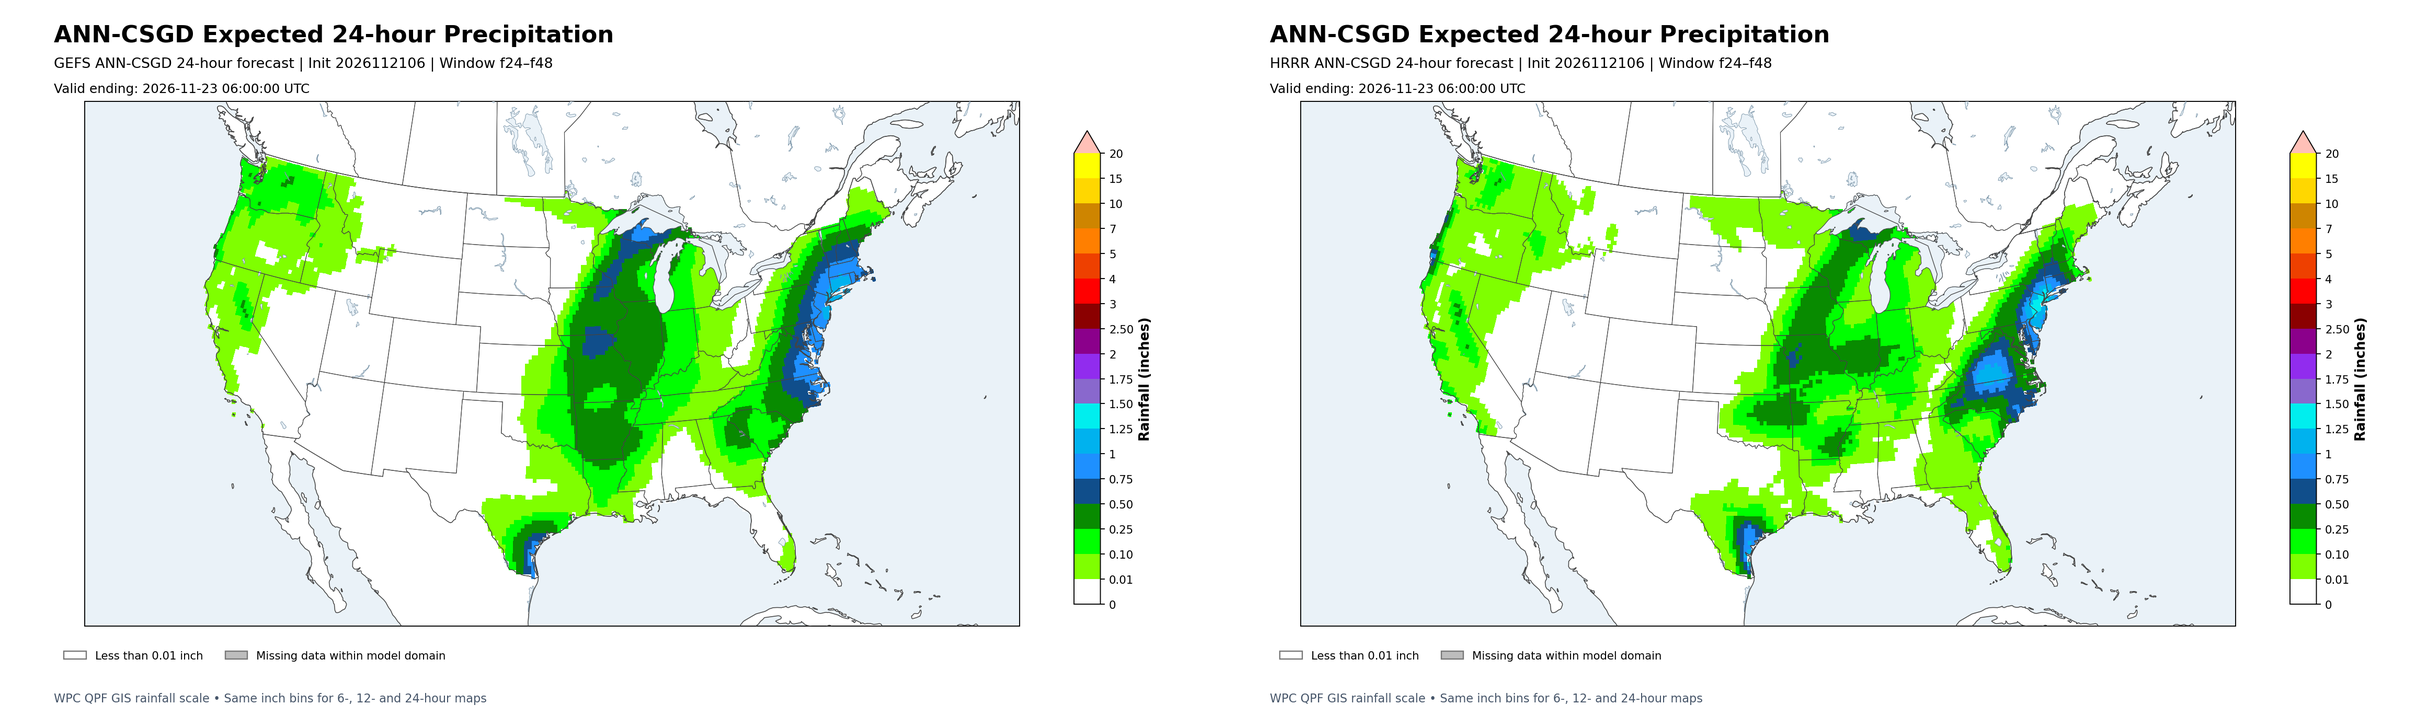 ANN-CSGD Expected 24-hour Precipitation
GEFS ANN-CSGD 24-hour forecast | Init 2026112106 | Window f24–f48
Valid ending: 2026-11-23 06:00:00 UTC
20
15
10
7
5
4
3
2.50
2
1.75
1.50
1.25
1
0.75
0.50
0.25
0.10
0.01
0
Rainfall (inches)
Less than 0.01 inch
Missing data within model domain
WPC QPF GIS rainfall scale • Same inch bins for 6-, 12- and 24-hour maps
ANN-CSGD Expected 24-hour Precipitation
HRRR ANN-CSGD 24-hour forecast | Init 2026112106 | Window f24–f48
Valid ending: 2026-11-23 06:00:00 UTC
20
15
10
7
5
4
3
2.50
2
1.75
1.50
1.25
1
0.75
0.50
0.25
0.10
0.01
0
Rainfall (inches)
Less than 0.01 inch
Missing data within model domain
WPC QPF GIS rainfall scale • Same inch bins for 6-, 12- and 24-hour maps